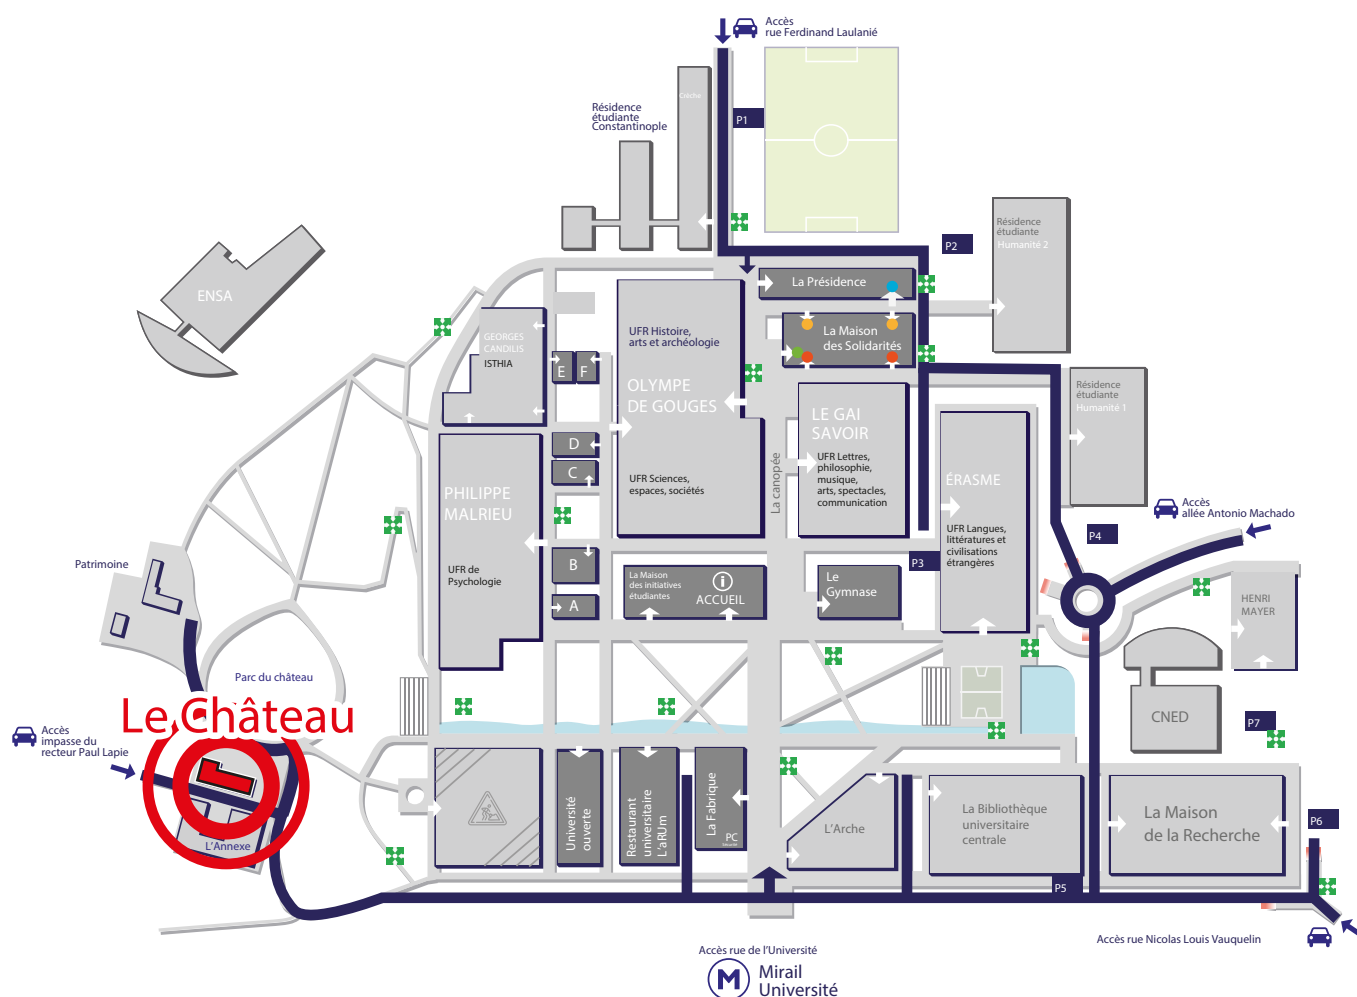 Accès
rue Ferdinand Laulanié
Crèche
Résidence
étudiante
Constantinople
P1
P2
Résidence
étudiante
Humanité 2
ENSA
La Présidence
La Maison
des Solidarités
GEORGES
CANDILIS
ISTHIA
E
F
UFR Histoire,
arts et archéologie
OLYMPE
DE GOUGES
UFR Sciences,
espaces, sociétés
Résidence
étudiante
Humanité 1
LE GAI
SAVOIR
UFR Lettres,
philosophie,
musique,
arts, spectacles,
communication
La canopée
D
C
PHILIPPE
MALRIEU
UFR de
Psychologie
ÉRASME
UFR Langues,
littératures et
civilisations
étrangères
Accès
allée Antonio Machado
P4
P3
Patrimoine
B
A
La Maison
des initiatives
étudiantes
i
ACCUEIL
Le
Gymnase
HENRI
MAYER
Parc du château
Le Château
Accès
impasse du
recteur Paul Lapie
CNED
P7
L'Annexe
Université
ouverte
Restaurant
universitaire
L'aRUm
La Fabrique
PC
Sécurité
L'Arche
La Bibliothèque
universitaire
centrale
La Maison
de la Recherche
P6
P5
Accès rue Nicolas Louis Vauquelin
Accès rue de l'Université
M
Mirail
Université